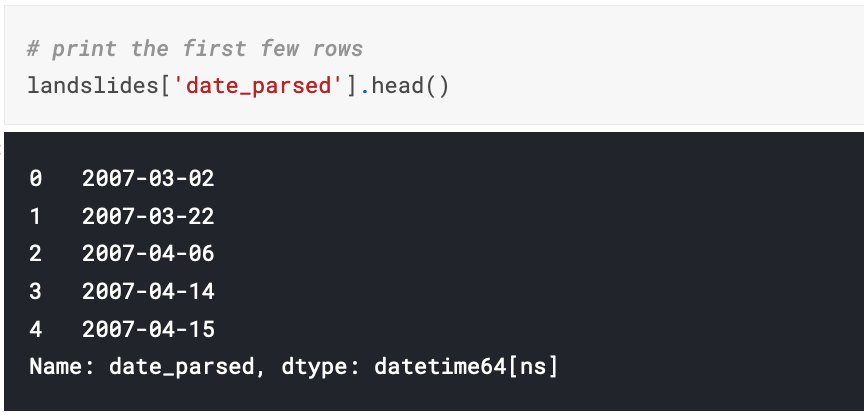 # print the first few rows
landslides['date_parsed'].head()
0 2007-03-02
1 2007-03-22
2 2007-04-06
3 2007-04-14
4 2007-04-15
Name: date_parsed, dtype: datetime64[ns]